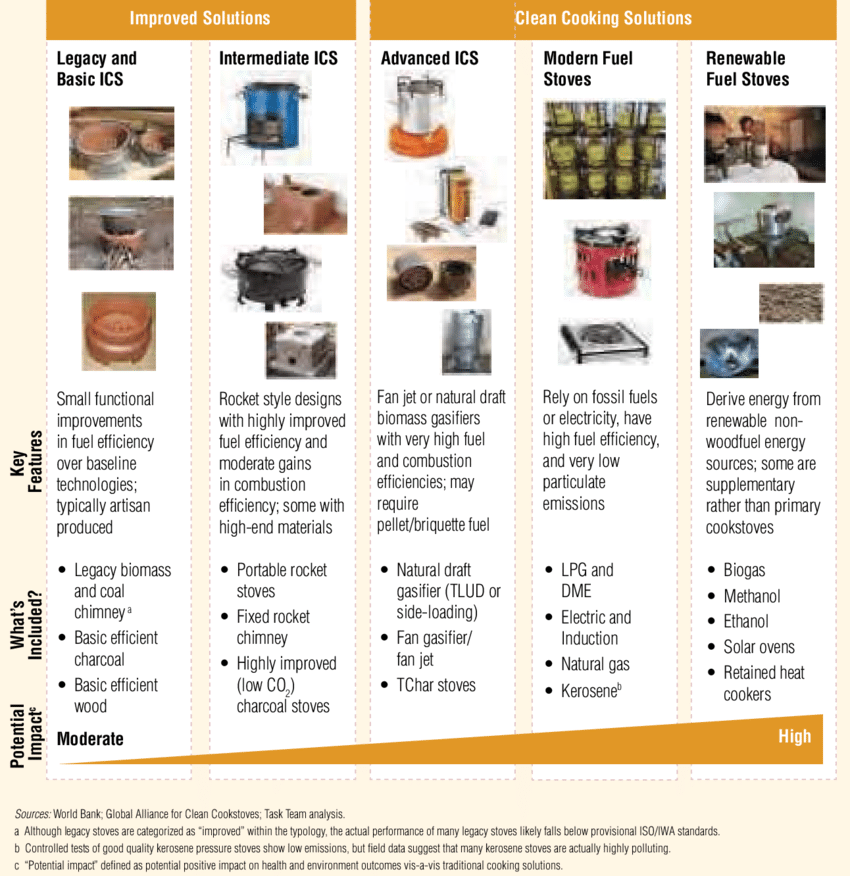 Improved Solutions
Clean Cooking Solutions
Legacy and
Basic ICS
Intermediate ICS
Advanced ICS
Modern Fuel
Stoves
Renewable
Fuel Stoves
Key
Features
Small functional
improvements
in fuel efficiency
over baseline
technologies;
typically artisan
produced
Rocket style designs
with highly improved
fuel efficiency and
moderate gains
in combustion
efficiency; some with
high-end materials
Fan jet or natural draft
biomass gasifiers
with very high fuel
and combustion
efficiencies; may
require
pellet/briquette fuel
Rely on fossil fuels
or electricity, have
high fuel efficiency,
and very low
particulate
emissions
Derive energy from
renewable non-
woodfuel energy
sources; some are
supplementary
rather than primary
cookstoves
What's
Included?
• Legacy biomass
and coal
chimney a
• Basic efficient
charcoal
• Basic efficient
wood
• Portable rocket
stoves
• Fixed rocket
chimney
• Highly improved
(low CO2)
charcoal stoves
• Natural draft
gasifier (TLUD or
side-loading)
• Fan gasifier/
fan jet
• TChar stoves
• LPG and
DME
• Electric and
Induction
• Natural gas
• Keroseneb
• Biogas
• Methanol
• Ethanol
• Solar ovens
• Retained heat
cookers
Potential
Impactc
Moderate
High
Sources: World Bank; Global Alliance for Clean Cookstoves; Task Team analysis.
a Although legacy stoves are categorized as "improved" within the typology, the actual performance of many legacy stoves likely falls below provisional ISO/IWA standards.
b Controlled tests of good quality kerosene pressure stoves show low emissions, but field data suggest that many kerosene stoves are actually highly polluting.
c "Potential impact" defined as potential positive impact on health and environment outcomes vis-a-vis traditional cooking solutions.